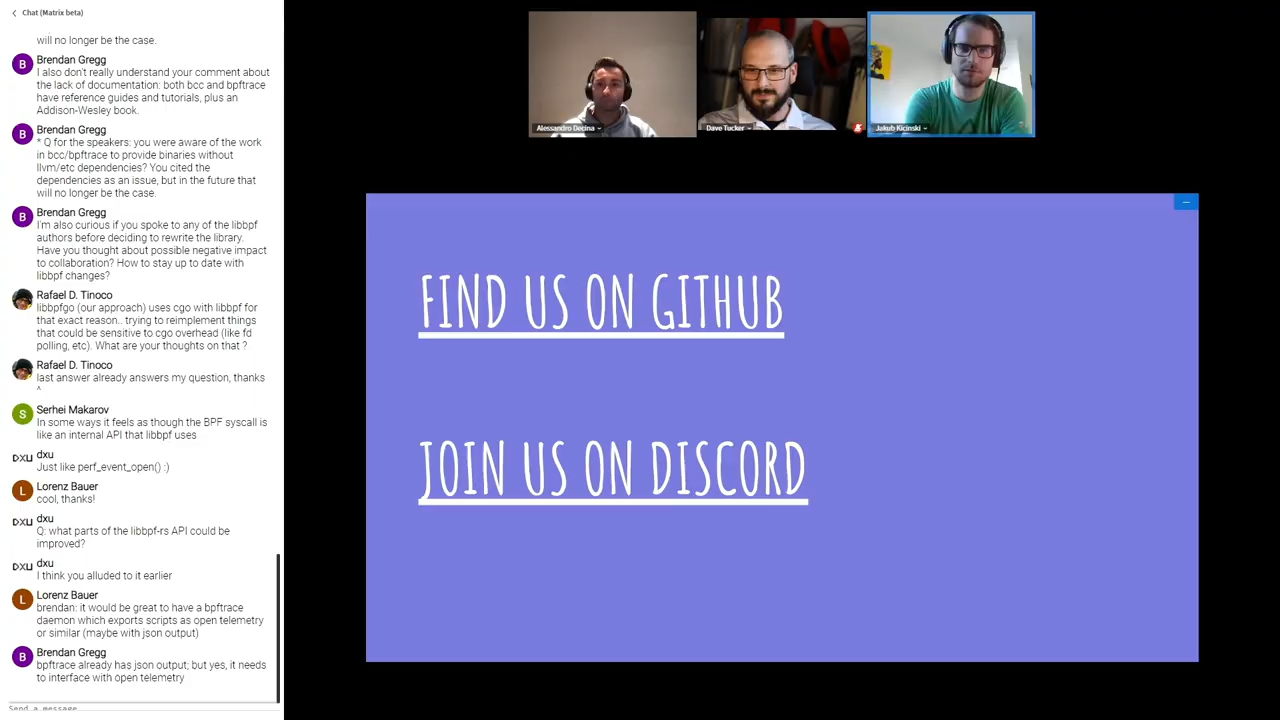 Chat (Matrix beta)
will no longer be the case.
B
Brendan Gregg
I also don't really understand your comment about
the lack of documentation: both bcc and bpftrace
have reference guides and tutorials, plus an
Addison-Wesley book.
B
Brendan Gregg
* Q for the speakers: you were aware of the work
in bcc/bpftrace to provide binaries without
llvm/etc dependencies? You cited the
dependencies as an issue, but in the future that
will no longer be the case.
B
Brendan Gregg
I'm also curious if you spoke to any of the libbpf
authors before deciding to rewrite the library.
Have you thought about possible negative impact
to collaboration? How to stay up to date with
libbpf changes?
Rafael D. Tinoco
libbpfgo (our approach) uses cgo with libbpf for
that exact reason.. trying to reimplement things
that could be sensitive to cgo overhead (like fd
polling, etc). What are your thoughts on that ?
Rafael D. Tinoco
last answer already answers my question, thanks
^
S
Serhei Makarov
In some ways it feels as though the BPF syscall is
like an internal API that libbpf uses
DXU
dxu
Just like perf_event_open() :)
L
Lorenz Bauer
cool, thanks!
DXU
dxu
Q: what parts of the libbpf-rs API could be
improved?
DXU
dxu
I think you alluded to it earlier
L
Lorenz Bauer
brendan: it would be great to have a bpftrace
daemon which exports scripts as open telemetry
or similar (maybe with json output)
B
Brendan Gregg
bpftrace already has json output; but yes, it needs
to interface with open telemetry
Send a message
Alessandro Decina
Dave Tucker
Jakub Kicinski
FIND US ON GITHUB
JOIN US ON DISCORD